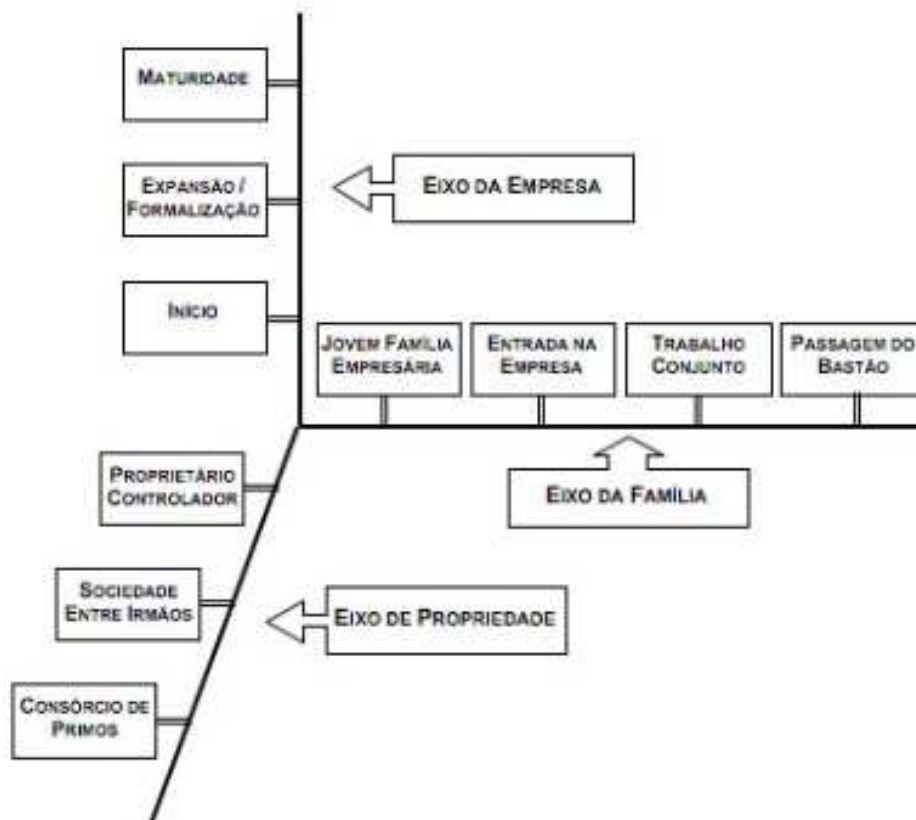 MATURIDADE
EXPANSÃO /
FORMALIZAÇÃO
EIXO DA EMPRESA
INÍCIO
JOVEM FAMÍLIA
EMPRESÁRIA
ENTRADA NA
EMPRESA
TRABALHO
CONJUNTO
PASSAGEM DO
BASTÃO
PROPRIETÁRIO
CONTROLADOR
EIXO DA FAMÍLIA
SOCIEDADE
ENTRE IRMÃOS
EIXO DE PROPRIEDADE
CONSÓRCIO DE
PRIMOS